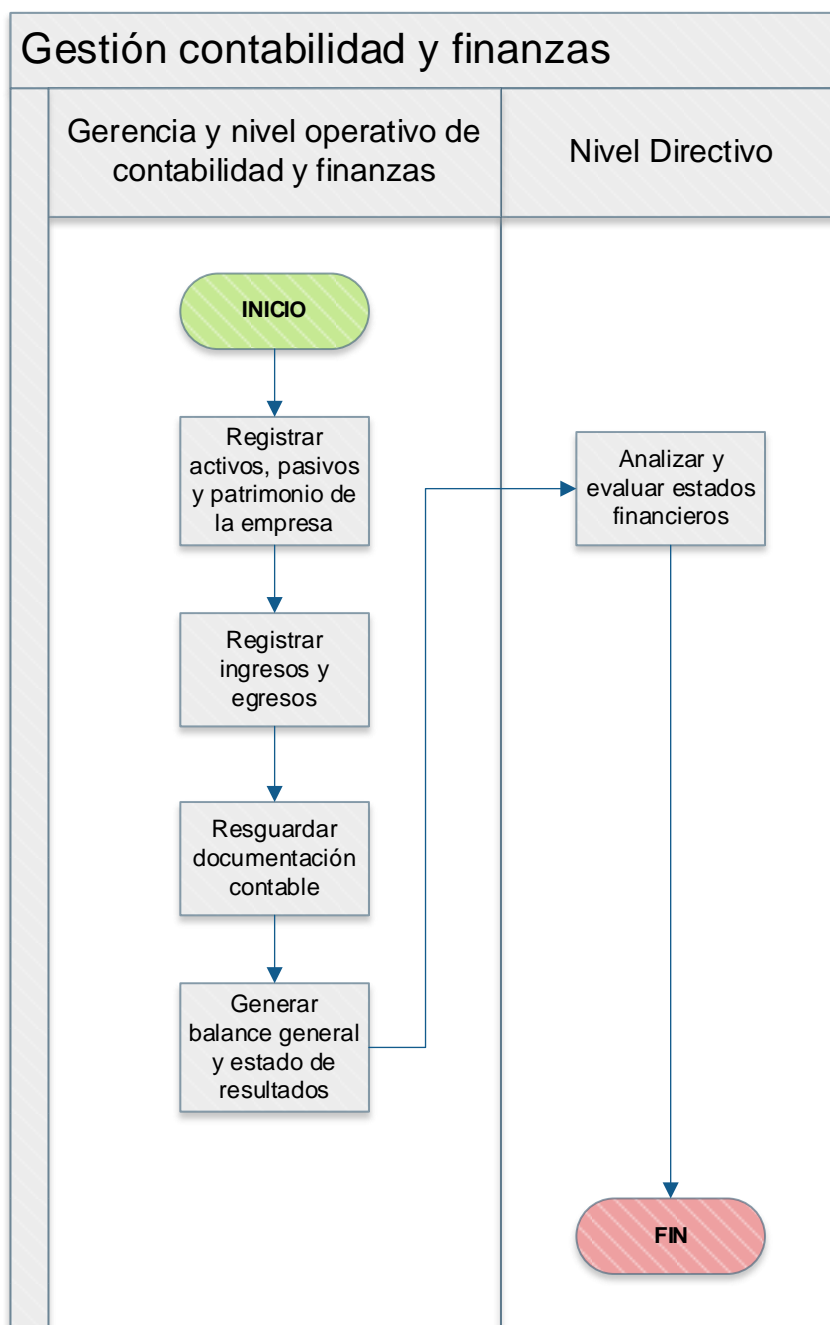 Gestión contabilidad y finanzas
Gerencia y nivel operativo de
contabilidad y finanzas
Nivel Directivo
INICIO
Registrar
activos, pasivos
y patrimonio de
la empresa
Registrar
ingresos y
egresos
Resguardar
documentación
contable
Generar
balance general
y estado de
resultados
Analizar y
evaluar estados
financieros
FIN